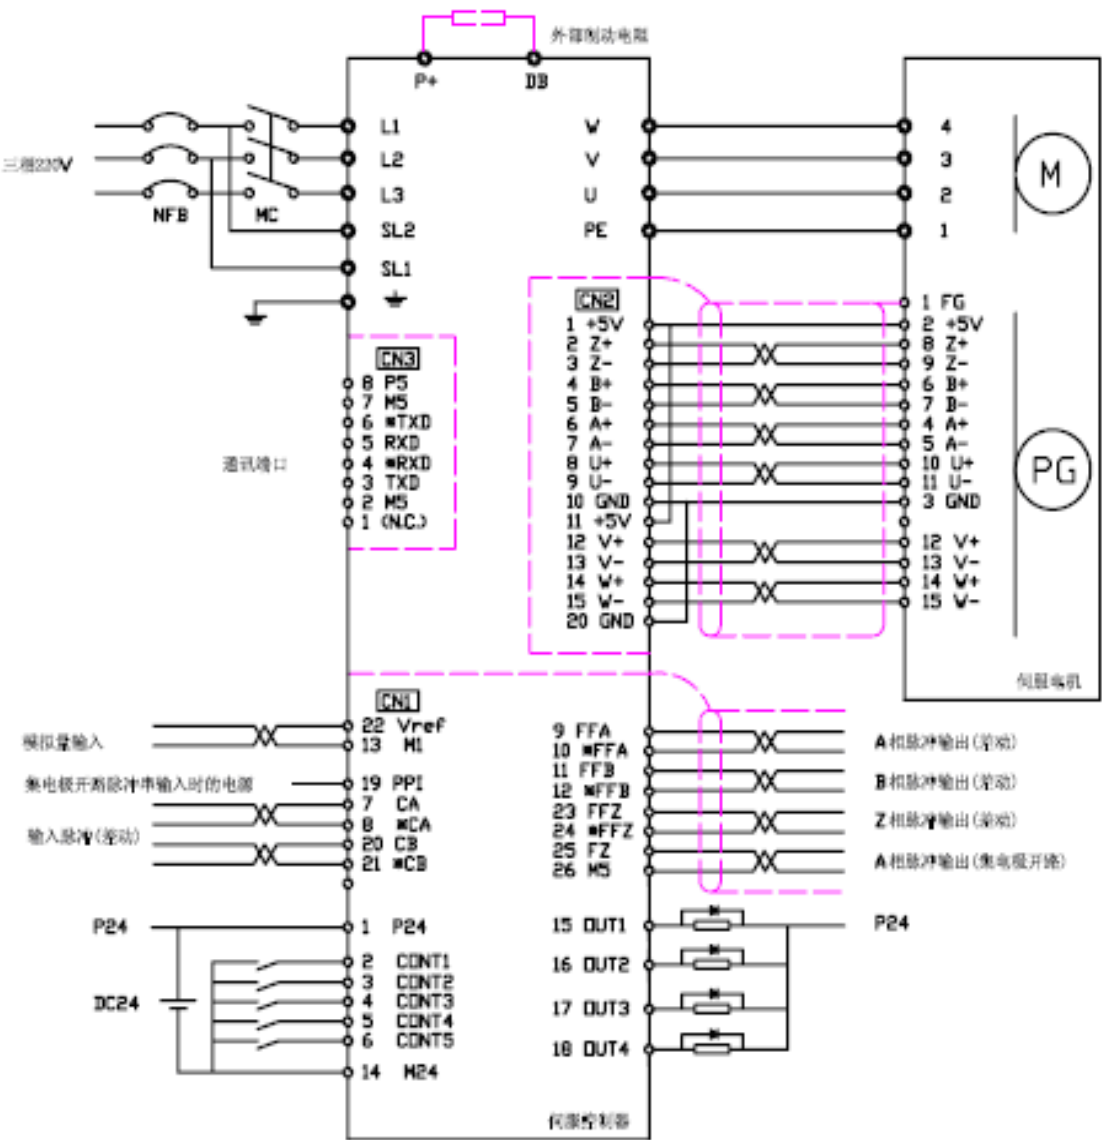 外部制动电阻
P+ DB
L1 W 4
三相220V
L2 V 3
M
L3 U 2
NFB MC
SL2 PE 1
SL1
CN2
1 FG
1 +5V 2 +5V
2 Z+ 8 Z+
CN3
3 Z- 9 Z-
8 P5 4 B+ 6 B+
7 M5 5 B- 7 B-
6 *TXD 6 A+ 4 A+
5 RXD 7 A- 5 A-
通讯端口
4 *RXD 8 U+ 10 U+
PG
3 TXD 9 U- 11 U-
2 M5 10 GND 3 GND
1 (N.C.) 11 +5V
12 V+ 12 V+
13 V- 13 V-
14 W+ 14 W+
15 W- 15 W-
20 GND
伺服电机
CN1
22 Vref 9 FFA
模拟量输入 A相脉冲输出(差动)
13 M1 10 *FFA
11 FFB
集电极开路脉冲串输入时的电源 19 PPI B相脉冲输出(差动)
12 *FFB
7 CA 23 FFZ
Z相脉冲输出(差动)
8 *CA 24 *FFZ
输入脉冲(差动)
20 CB 25 FZ
A相脉冲输出(集电极开路)
21 *CB 26 M5
P24 1 P24 15 OUT1 P24
2 CONT1 16 OUT2
3 CONT2
DC24 4 CONT3 17 OUT3
5 CONT4
6 CONT5 18 OUT4
14 M24
伺服控制器